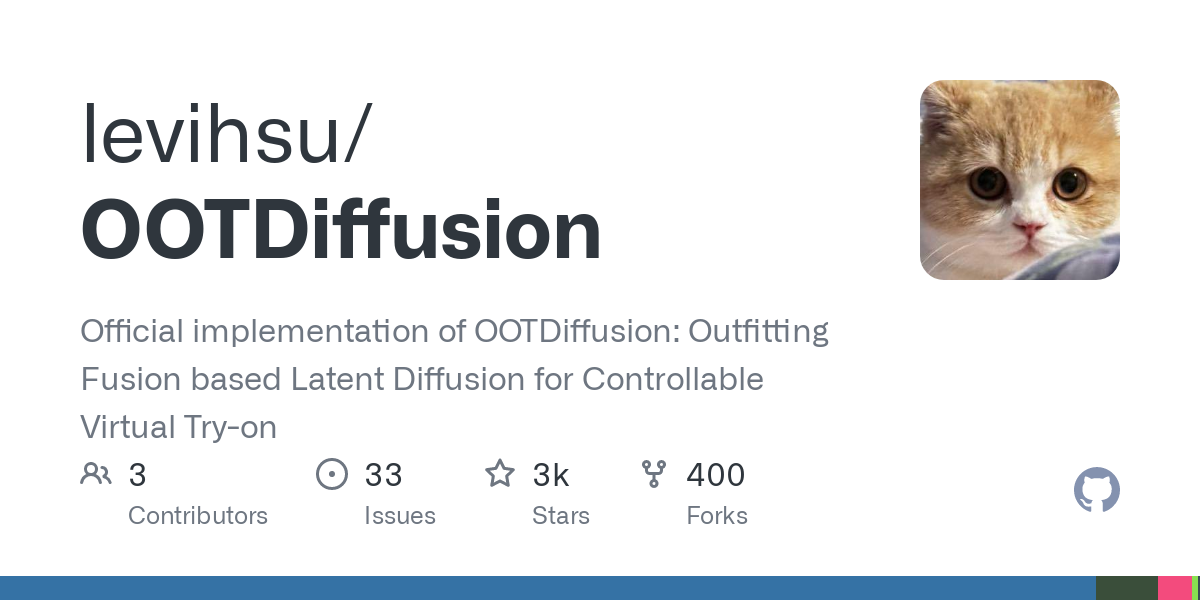 levihsu/
OOTDiffusion
Official implementation of OOTDiffusion: Outfitting
Fusion based Latent Diffusion for Controllable
Virtual Try-on
3 33 3k 400
Contributors Issues Stars Forks